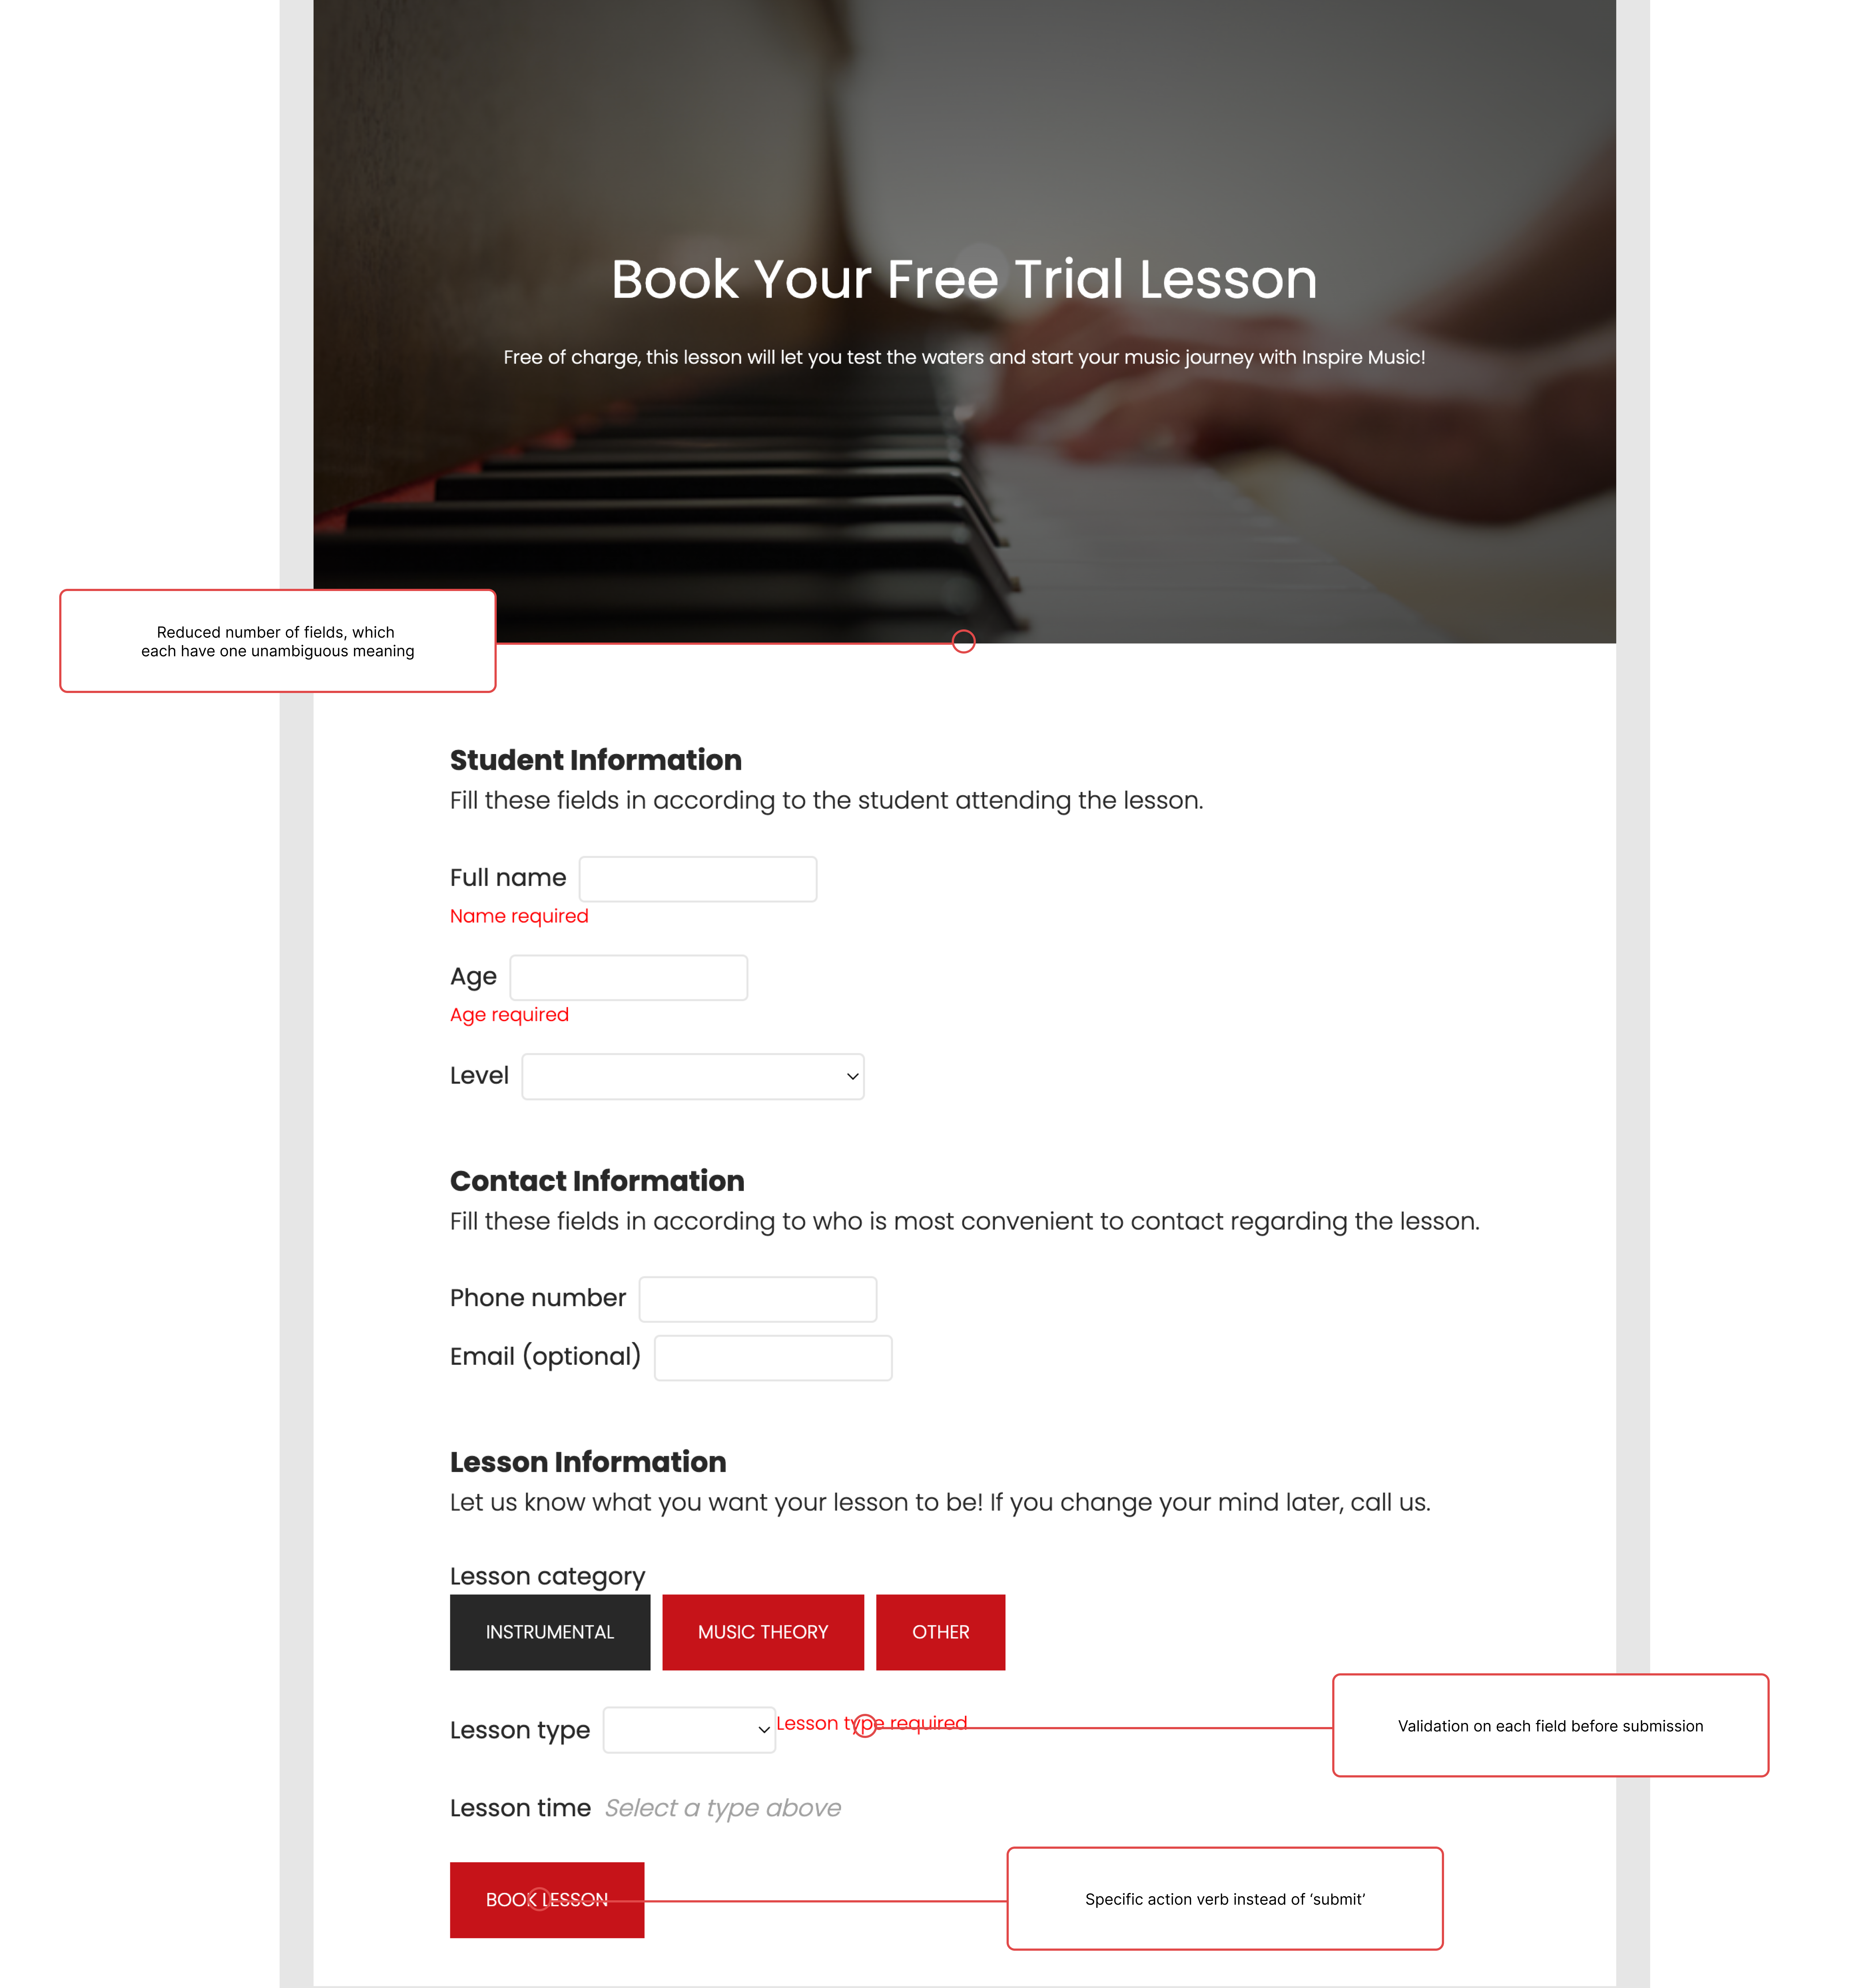 Book Your Free Trial Lesson
Free of charge, this lesson will let you test the waters and start your music journey with Inspire Music!
Reduced number of fields, which
each have one unambiguous meaning
Student Information
Fill these fields in according to the student attending the lesson.
Full name
Name required
Age
Age required
Level
Contact Information
Fill these fields in according to who is most convenient to contact regarding the lesson.
Phone number
Email (optional)
Lesson Information
Let us know what you want your lesson to be! If you change your mind later, call us.
Lesson category
INSTRUMENTAL MUSIC THEORY OTHER
Lesson type Lesson type required
Validation on each field before submission
Lesson time Select a type above
BOOK LESSON
Specific action verb instead of ‘submit’